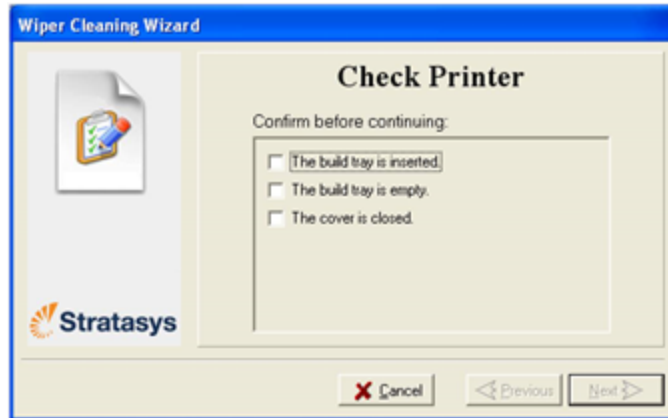 Wiper Cleaning Wizard
Check Printer
Confirm before continuing:
The build tray is inserted.
The build tray is empty.
The cover is closed.
Stratasys
Cancel
Previous
Next